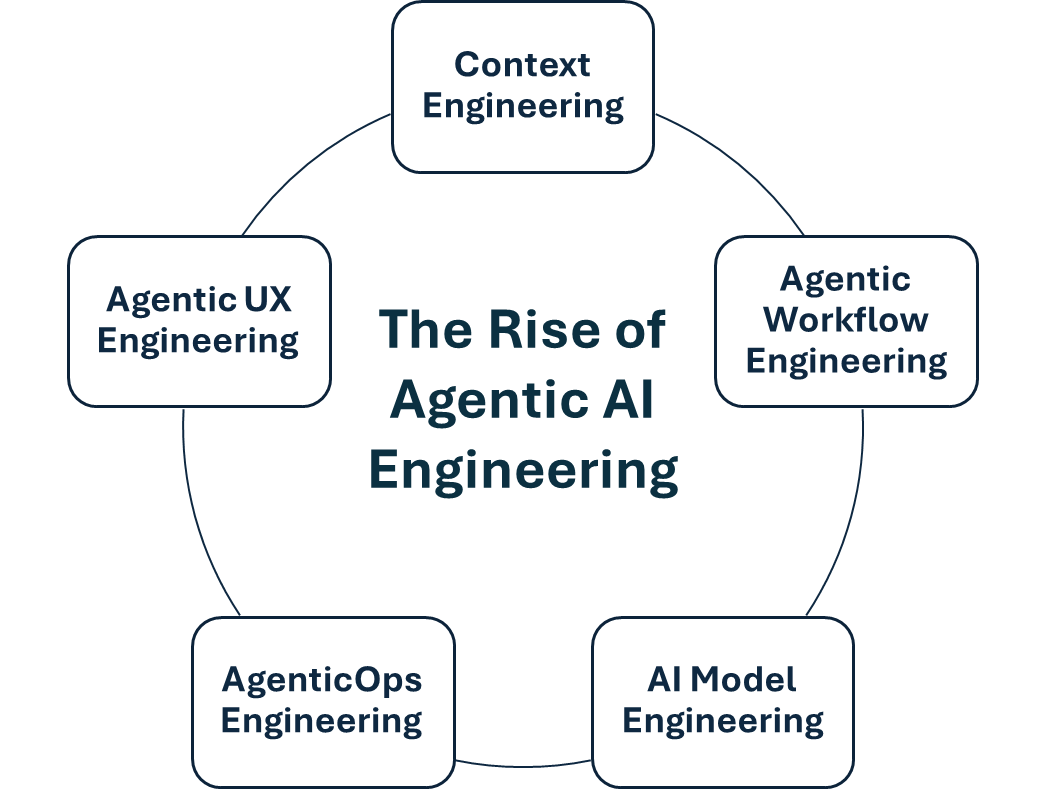 Context
Engineering
Agentic UX
Engineering
Agentic
Workflow
Engineering
The Rise of
Agentic AI
Engineering
AgenticOps
Engineering
AI Model
Engineering